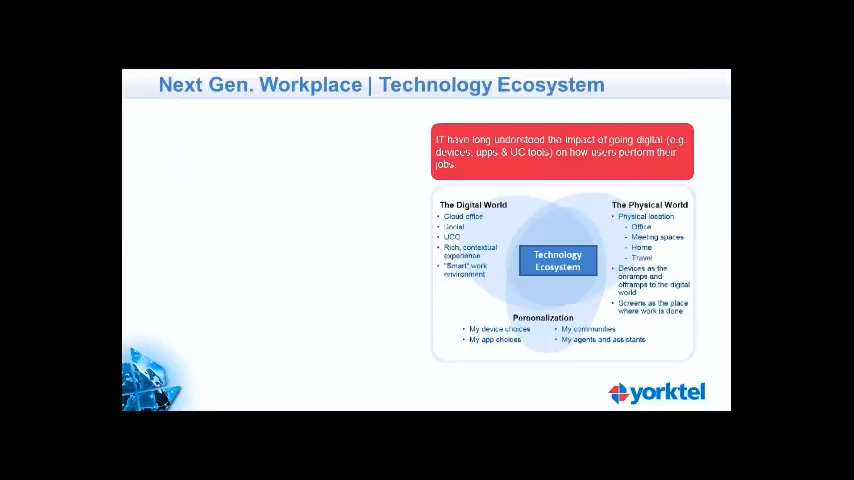 Next Gen. Workplace | Technology Ecosystem
IT have long understood the impact of going digital (e.g.
devices, apps & UC tools) on how users perform their
jobs.
The Digital World
• Cloud office
• Social
• UCC
• Rich, contextual
experience
• "Smart" work
environment
Technology
Ecosystem
The Physical World
• Physical location
- Office
- Meeting spaces
- Home
- Travel
• Devices as the
onramps and
offramps to the digital
world
• Screens as the place
where work is done
Personalization
• My device choices
• My app choices
• My communities
• My agents and assistants
yorktel